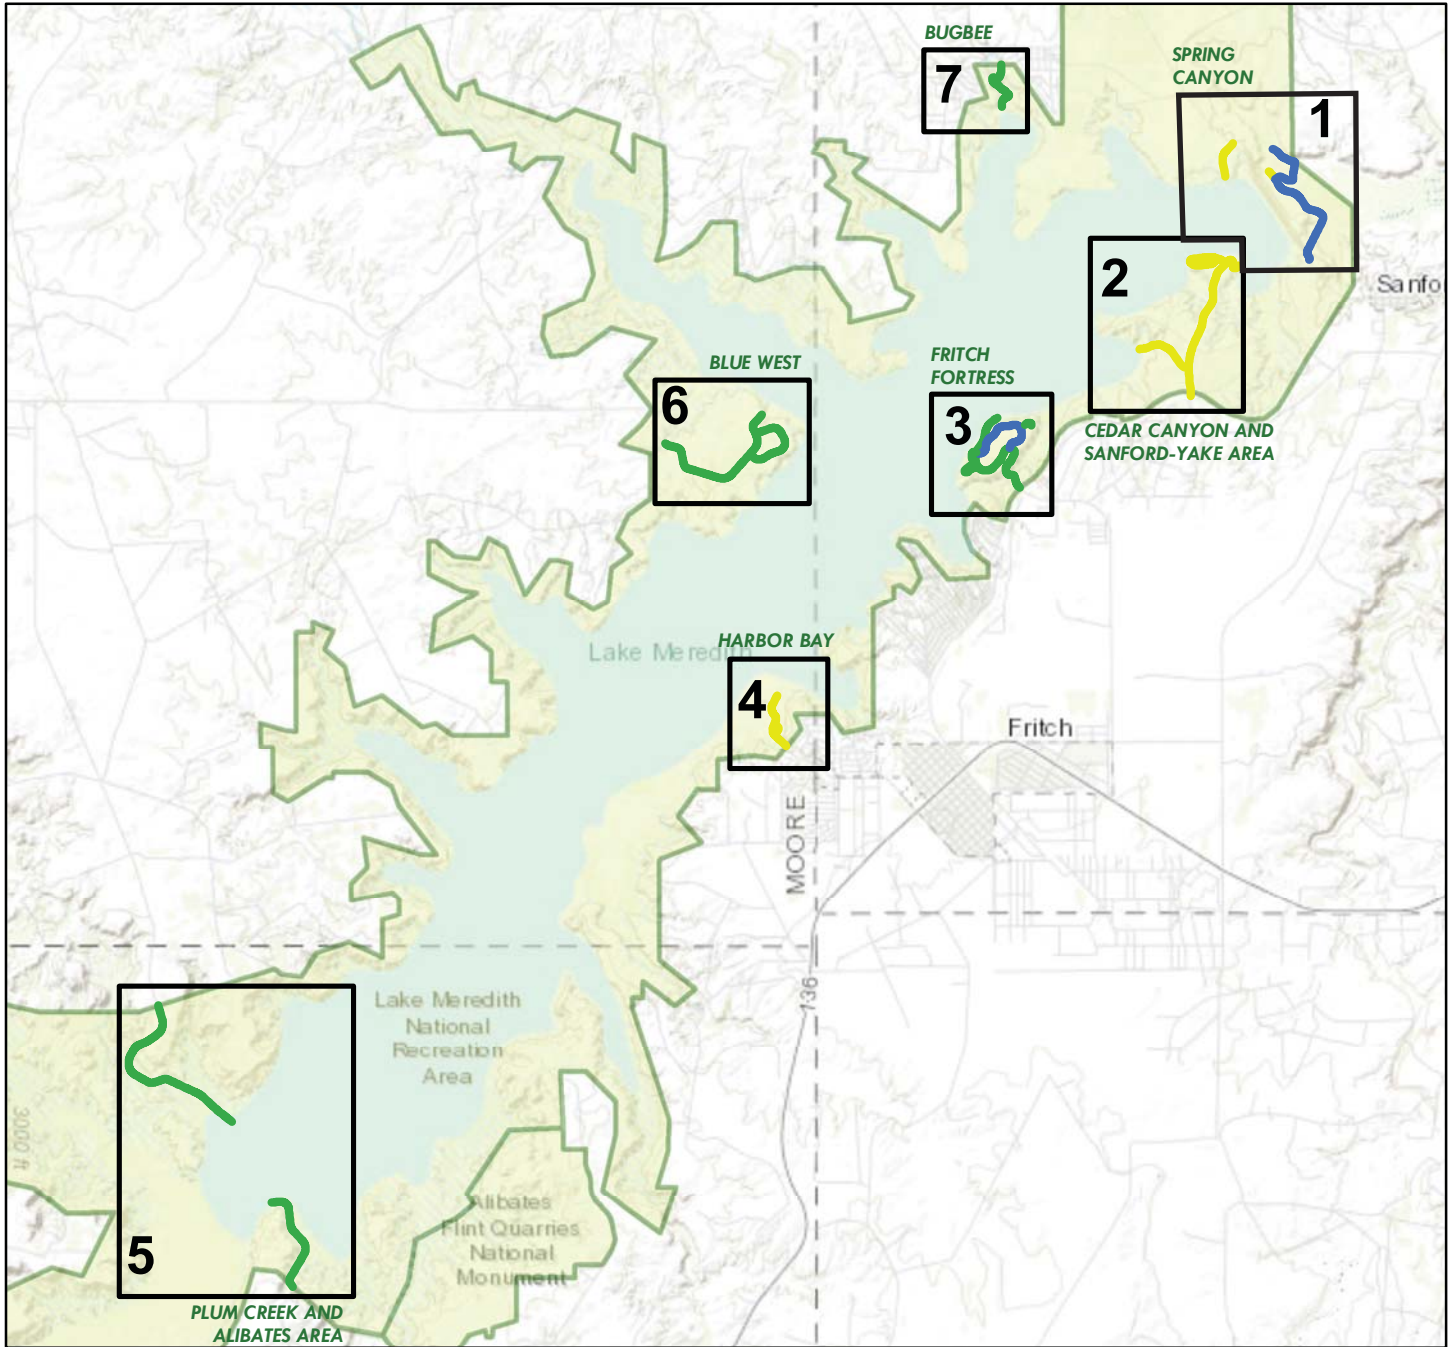 BUGBEE
7
SPRING
CANYON
1
2
Sanfo
CEDAR CANYON AND
SANFORD-YAKE AREA
FRITCH
FORTRESS
3
BLUE WEST
6
Lake Meredith
HARBOR BAY
4
Fritch
MOORE
136
Lake Meredith
National
Recreation
Area
3000 ft
Alibates
Flint Quarries
National
Monument
5
PLUM CREEK AND
ALIBATES AREA